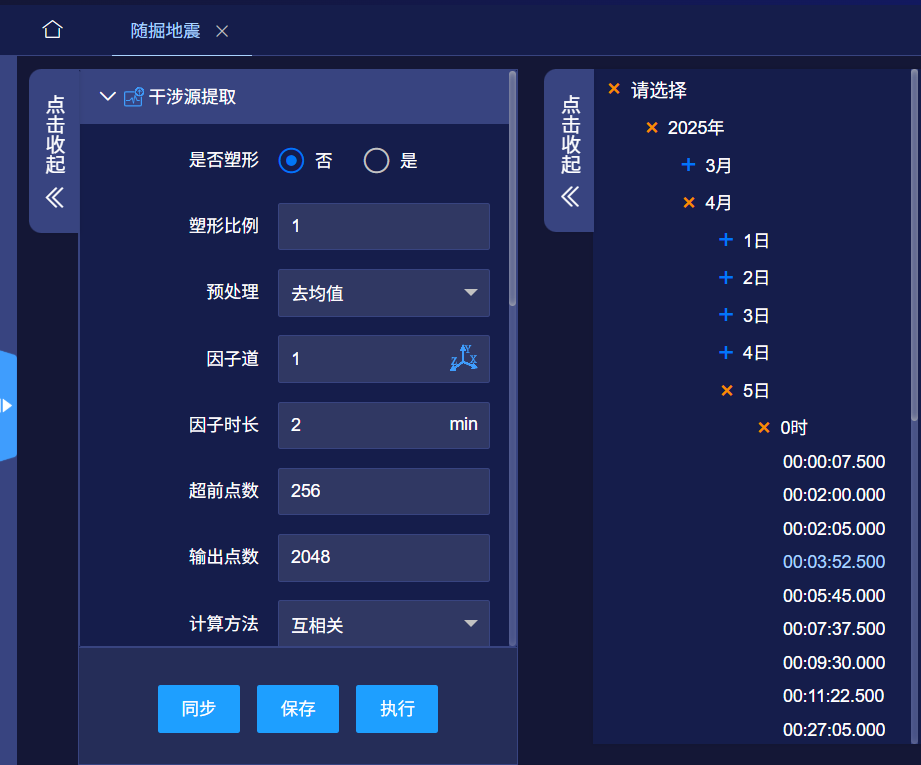 随掘地震
点击收起
干涉源提取
是否塑形 否 是
塑形比例 1
预处理 去均值
因子道 1 Z Y X
因子时长 2 min
超前点数 256
输出点数 2048
计算方法 互相关
同步 保存 执行
点击收起
请选择
2025年
3月
4月
1日
2日
3日
4日
5日
0时
00:00:07.500
00:02:00.000
00:02:05.000
00:03:52.500
00:05:45.000
00:07:37.500
00:09:30.000
00:11:22.500
00:27:05.000